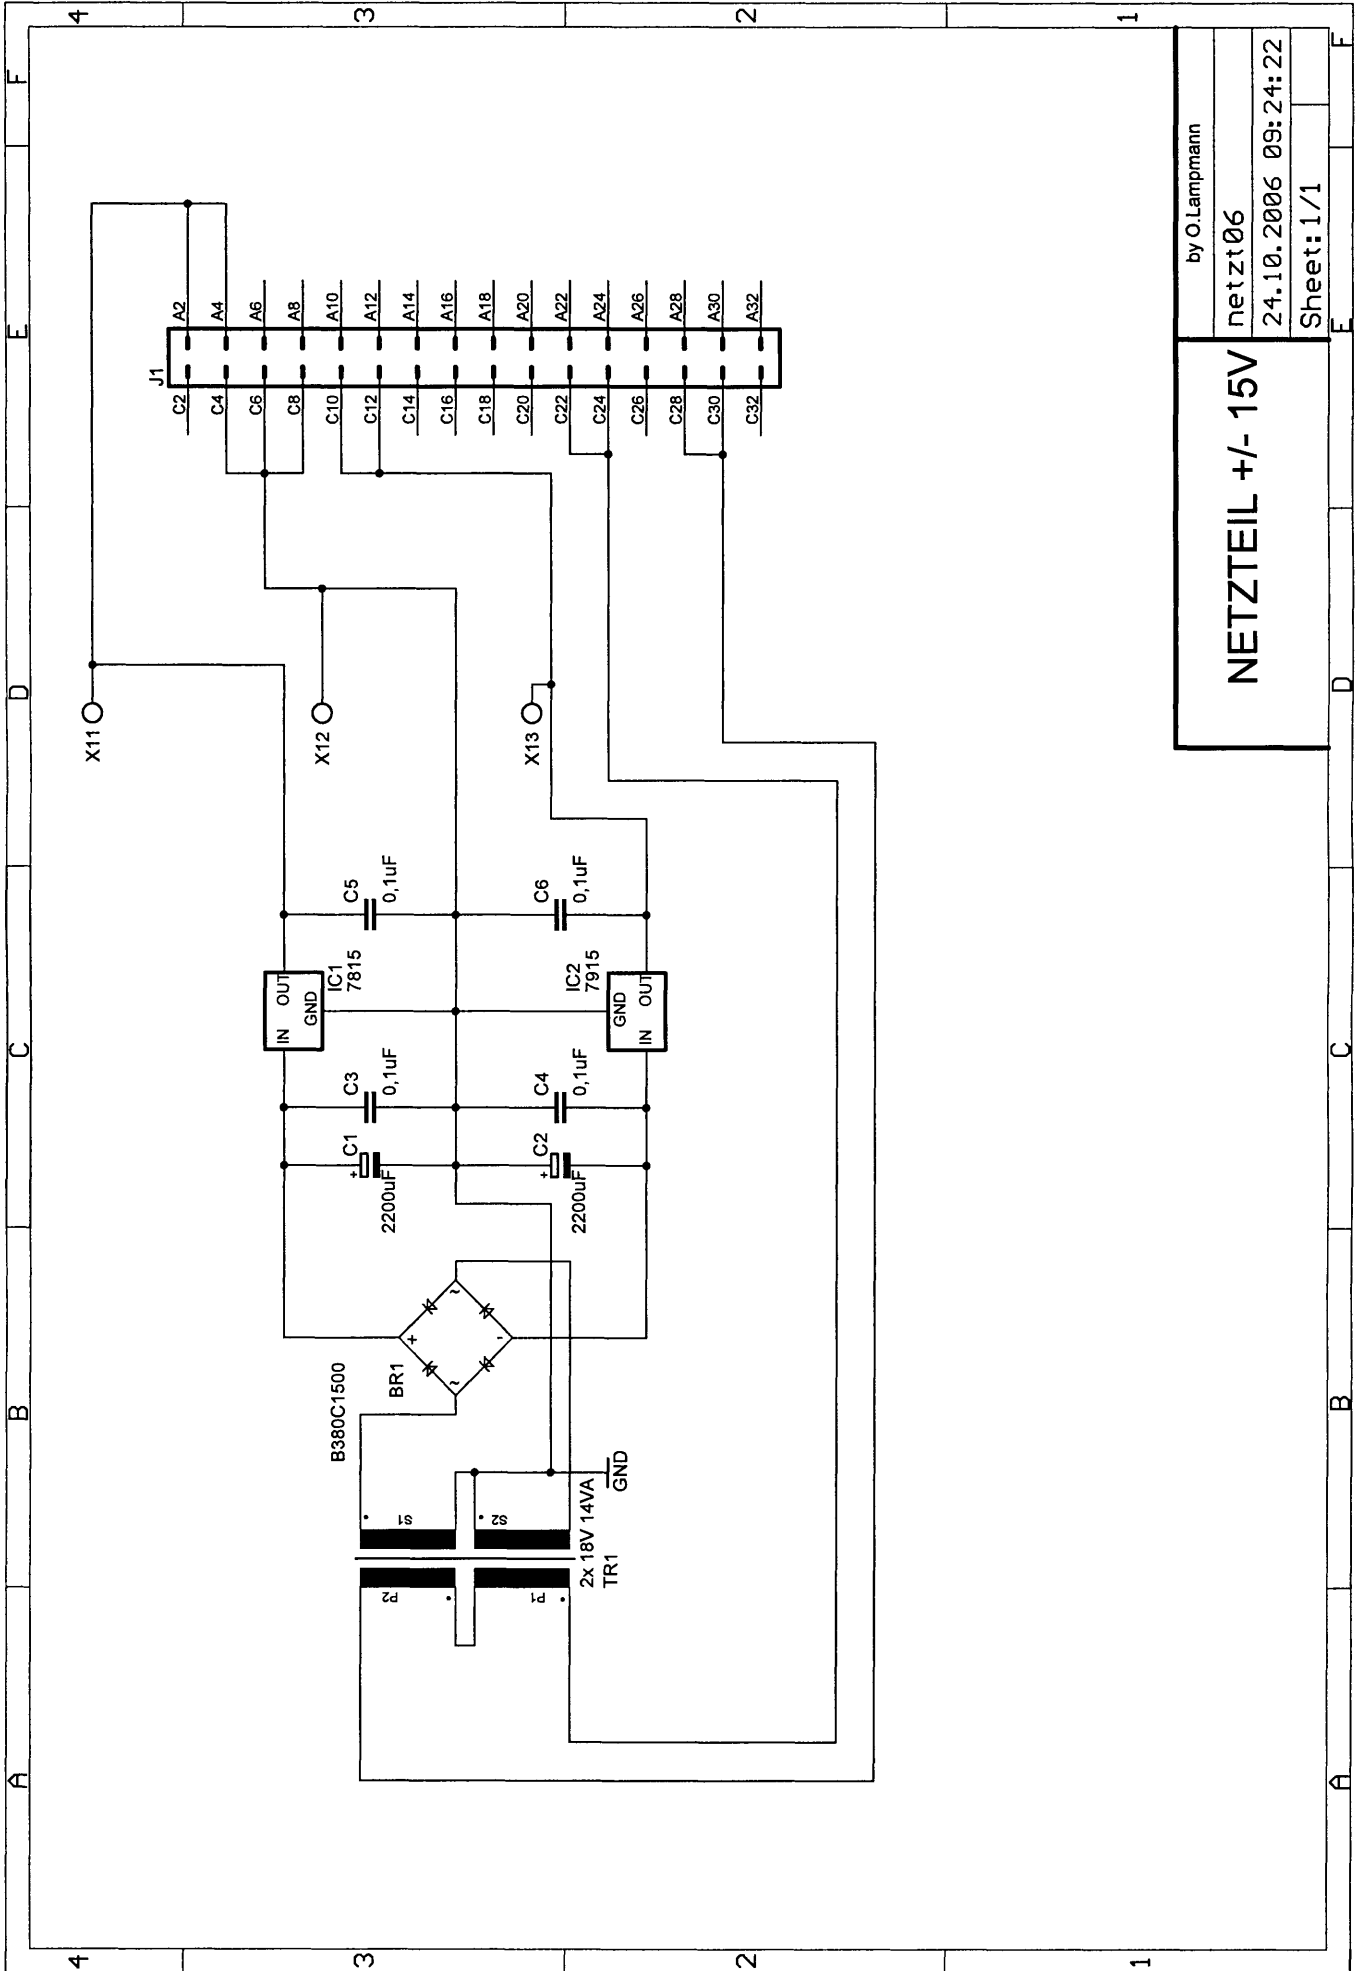 A
B
C
D
E
F
4
3
2
1
4
3
2
1
A
B
C
D
E
F
X11
X12
X13
J1
C2 A2
C4 A4
C6 A6
C8 A8
C10 A10
C12 A12
C14 A14
C16 A16
C18 A18
C20 A20
C22 A22
C24 A24
C26 A26
C28 A28
C30 A30
C32 A32
IN OUT
GND
IC1
7815
C5
0,1uF
C3
0,1uF
+ C1
2200uF
C6
0,1uF
IC2
7915
GND
IN OUT
C4
0,1uF
+ C2
2200uF
B380C1500
BR1
+
~ ~
-
P2 S1
P1 S2
2x 18V 14VA
TR1
GND
NETZTEIL +/- 15V
by O.Lampmann
netzt06
24.10.2006 09:24:22
Sheet: 1/1